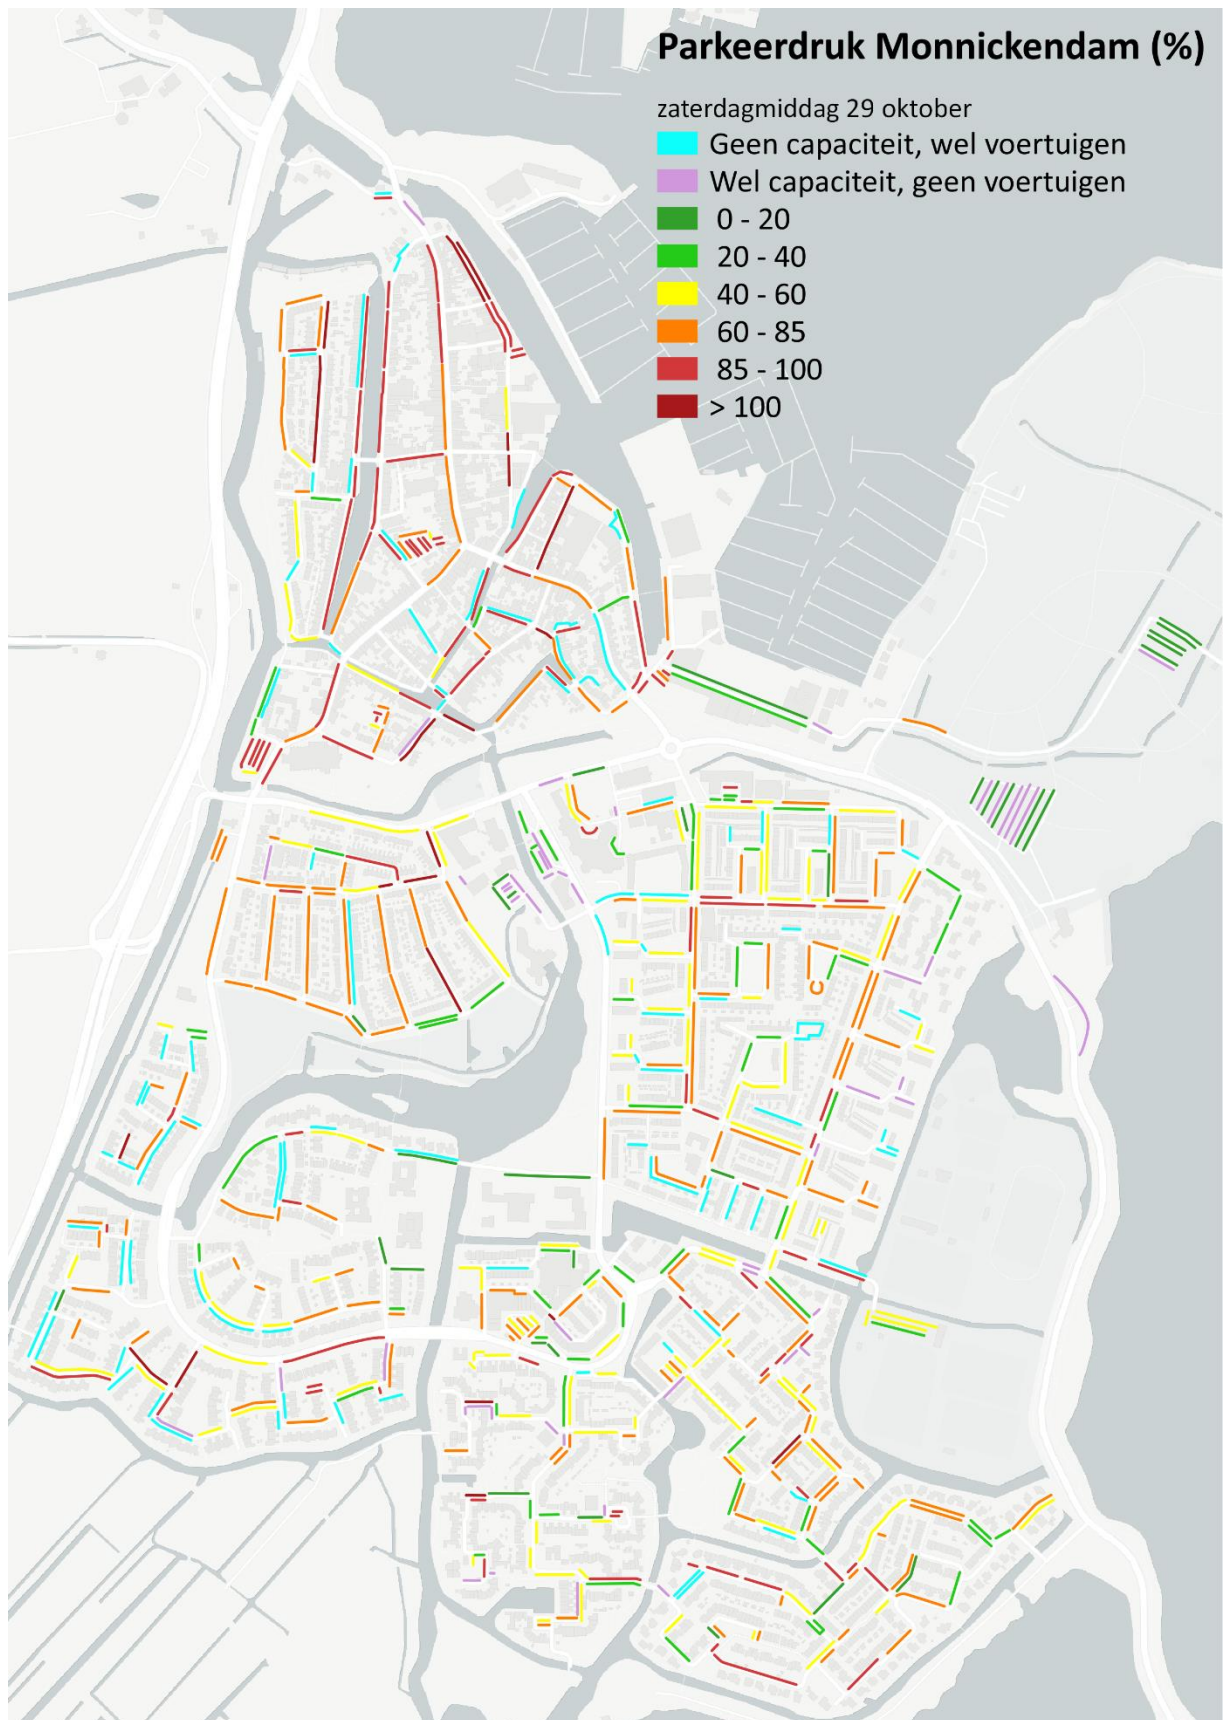 Parkeerdruk Monnickendam (%)
zaterdagmiddag 29 oktober
Geen capaciteit, wel voertuigen
Wel capaciteit, geen voertuigen
0 - 20
20 - 40
40 - 60
60 - 85
85 - 100
> 100